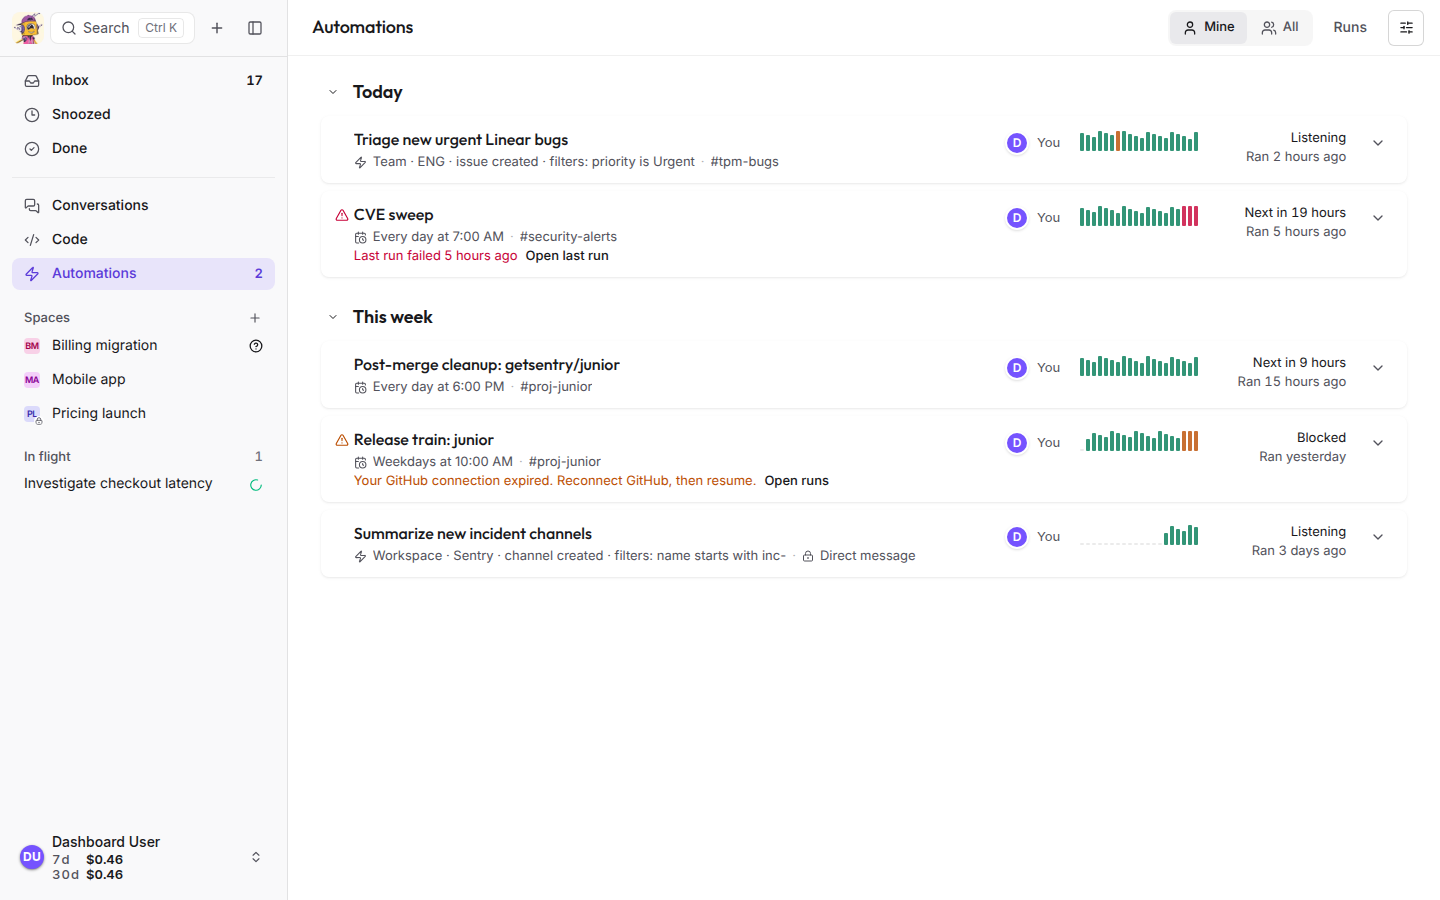 Search Ctrl K
Automations
Mine All Runs
Inbox 17
Snoozed
Done
Conversations
Code
Automations 2
Spaces
BM Billing migration
MA Mobile app
PL Pricing launch
In flight 1
Investigate checkout latency
DU Dashboard User
7d $0.46
30d $0.46
Today
Triage new urgent Linear bugs
Team · ENG · issue created · filters: priority is Urgent · #tpm-bugs
D You
Listening
Ran 2 hours ago
CVE sweep
Every day at 7:00 AM · #security-alerts
Last run failed 5 hours ago Open last run
D You
Next in 19 hours
Ran 5 hours ago
This week
Post-merge cleanup: getsentry/junior
Every day at 6:00 PM · #proj-junior
D You
Next in 9 hours
Ran 15 hours ago
Release train: junior
Weekdays at 10:00 AM · #proj-junior
Your GitHub connection expired. Reconnect GitHub, then resume. Open runs
D You
Blocked
Ran yesterday
Summarize new incident channels
Workspace · Sentry · channel created · filters: name starts with inc- · Direct message
D You
Listening
Ran 3 days ago